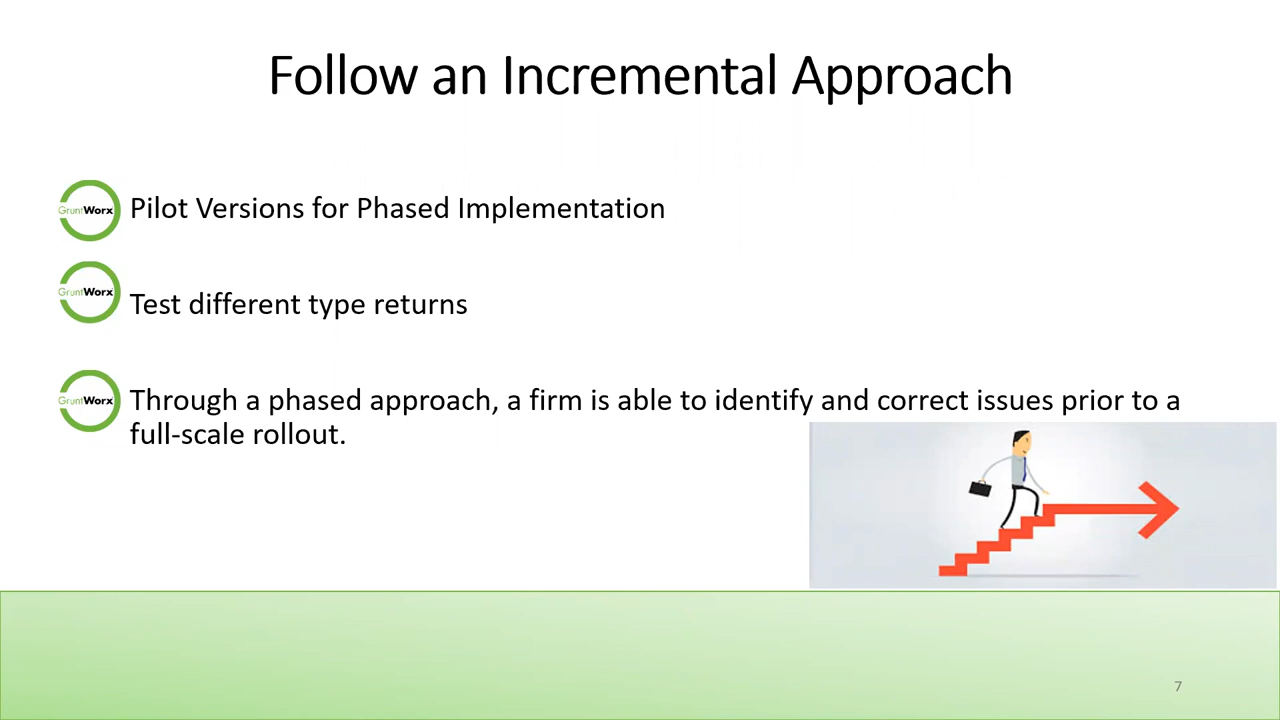 Follow an Incremental Approach
GruntWorx Pilot Versions for Phased Implementation
GruntWorx
Test different type returns
GruntWorx Through a phased approach, a firm is able to identify and correct issues prior to a
full-scale rollout.
7